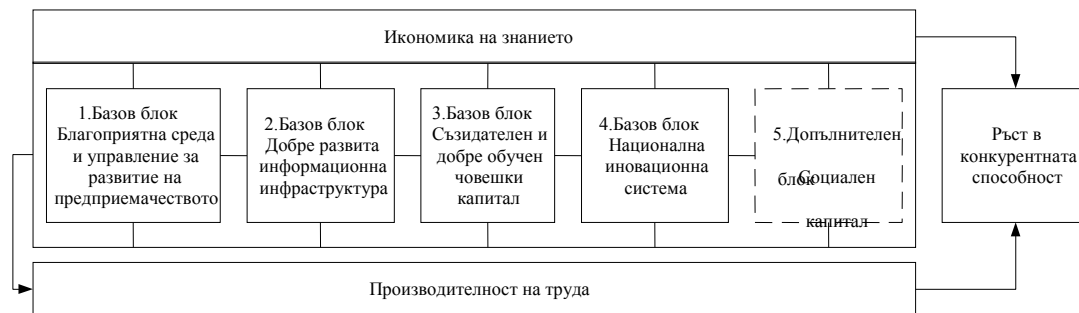 Икономика на знанието
1.Базов блок
Благоприятна среда
и управление за
развитие на
предприемачеството
2.Базов блок
Добре развита
информационна
инфраструктура
3.Базов блок
Съзидателен и
добре обучен
човешки
капитал
4.Базов блок
Национална
иновационна
система
5.Допълнителен
блок
Социален
капитал
Ръст в
конкурентната
способност
Производителност на труда